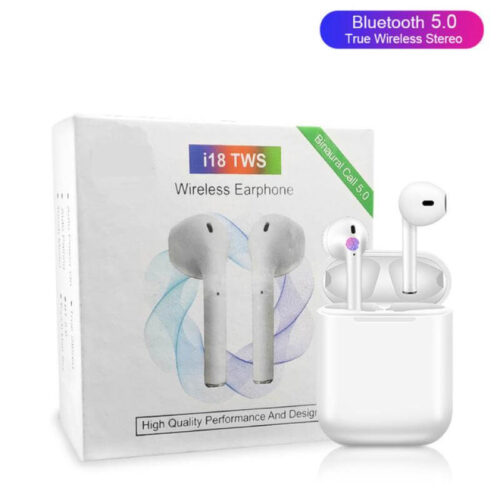 Bluetooth 5.0
True Wireless Stereo
i18 TWS
Wireless Earphone
Binaural Call 5.0
High Quality Performance And Design